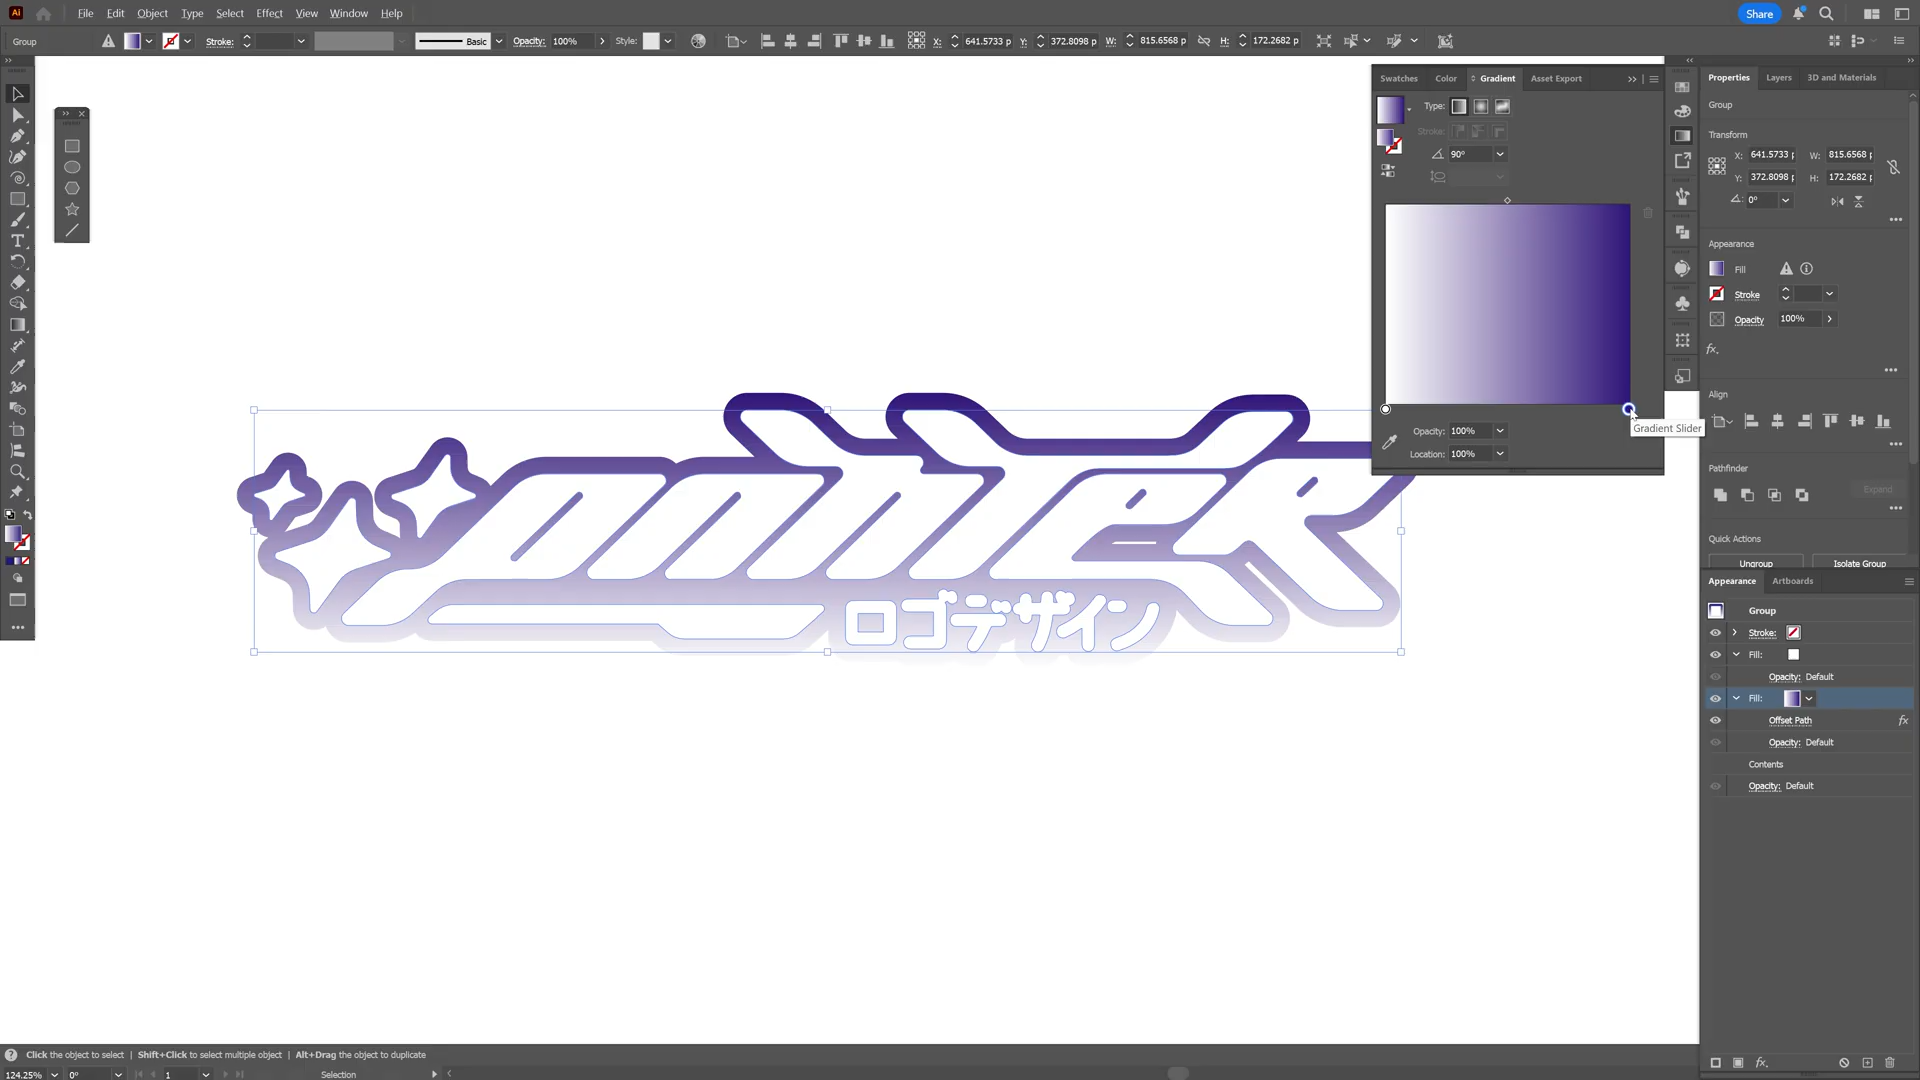 Ai File Edit Object Type Select Effect View Window Help Share
Group Stroke: Basic Opacity: 100% Style: X: 641.5733 p Y: 372.8098 p W: 815.6568 p H: 172.2682 p
Swatches Color Gradient Asset Export
Type:
Stroke:
90°
Opacity: 100%
Location: 100%
Gradient Slider
Properties Layers 3D and Materials
Group
Transform
X: 641.5733 p W: 815.6568 p
Y: 372.8098 p H: 172.2682 p
0°
Appearance
Fill
Stroke
Opacity 100%
fx.
Align
Pathfinder
Expand
Quick Actions
Ungroup Isolate Group
Appearance Artboards
Group
Stroke:
Fill:
Opacity: Default
Fill:
Offset Path fx
Opacity: Default
Contents
Opacity: Default
fx.
ロゴデザイン
Click the object to select | Shift+Click to select multiple object | Alt+Drag the object to duplicate
124.25% 0° 1 Selection